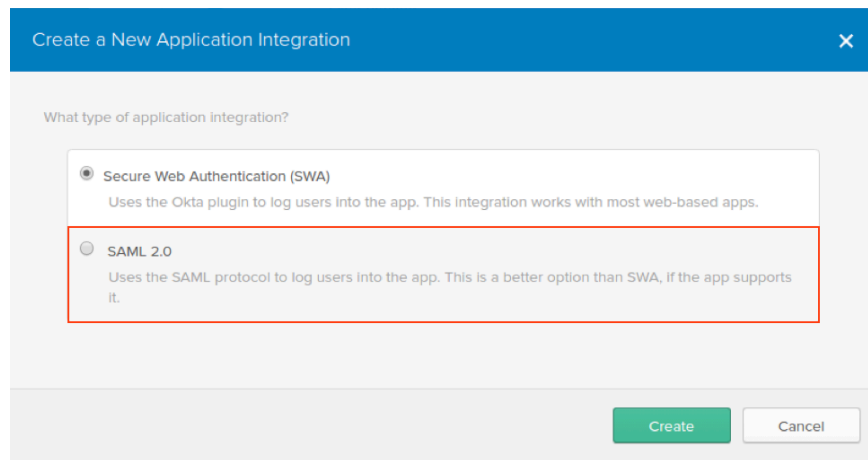 Create a New Application Integration
What type of application integration?
Secure Web Authentication (SWA)
Uses the Okta plugin to log users into the app. This integration works with most web-based apps.
SAML 2.0
Uses the SAML protocol to log users into the app. This is a better option than SWA, if the app supports
it.
Create Cancel